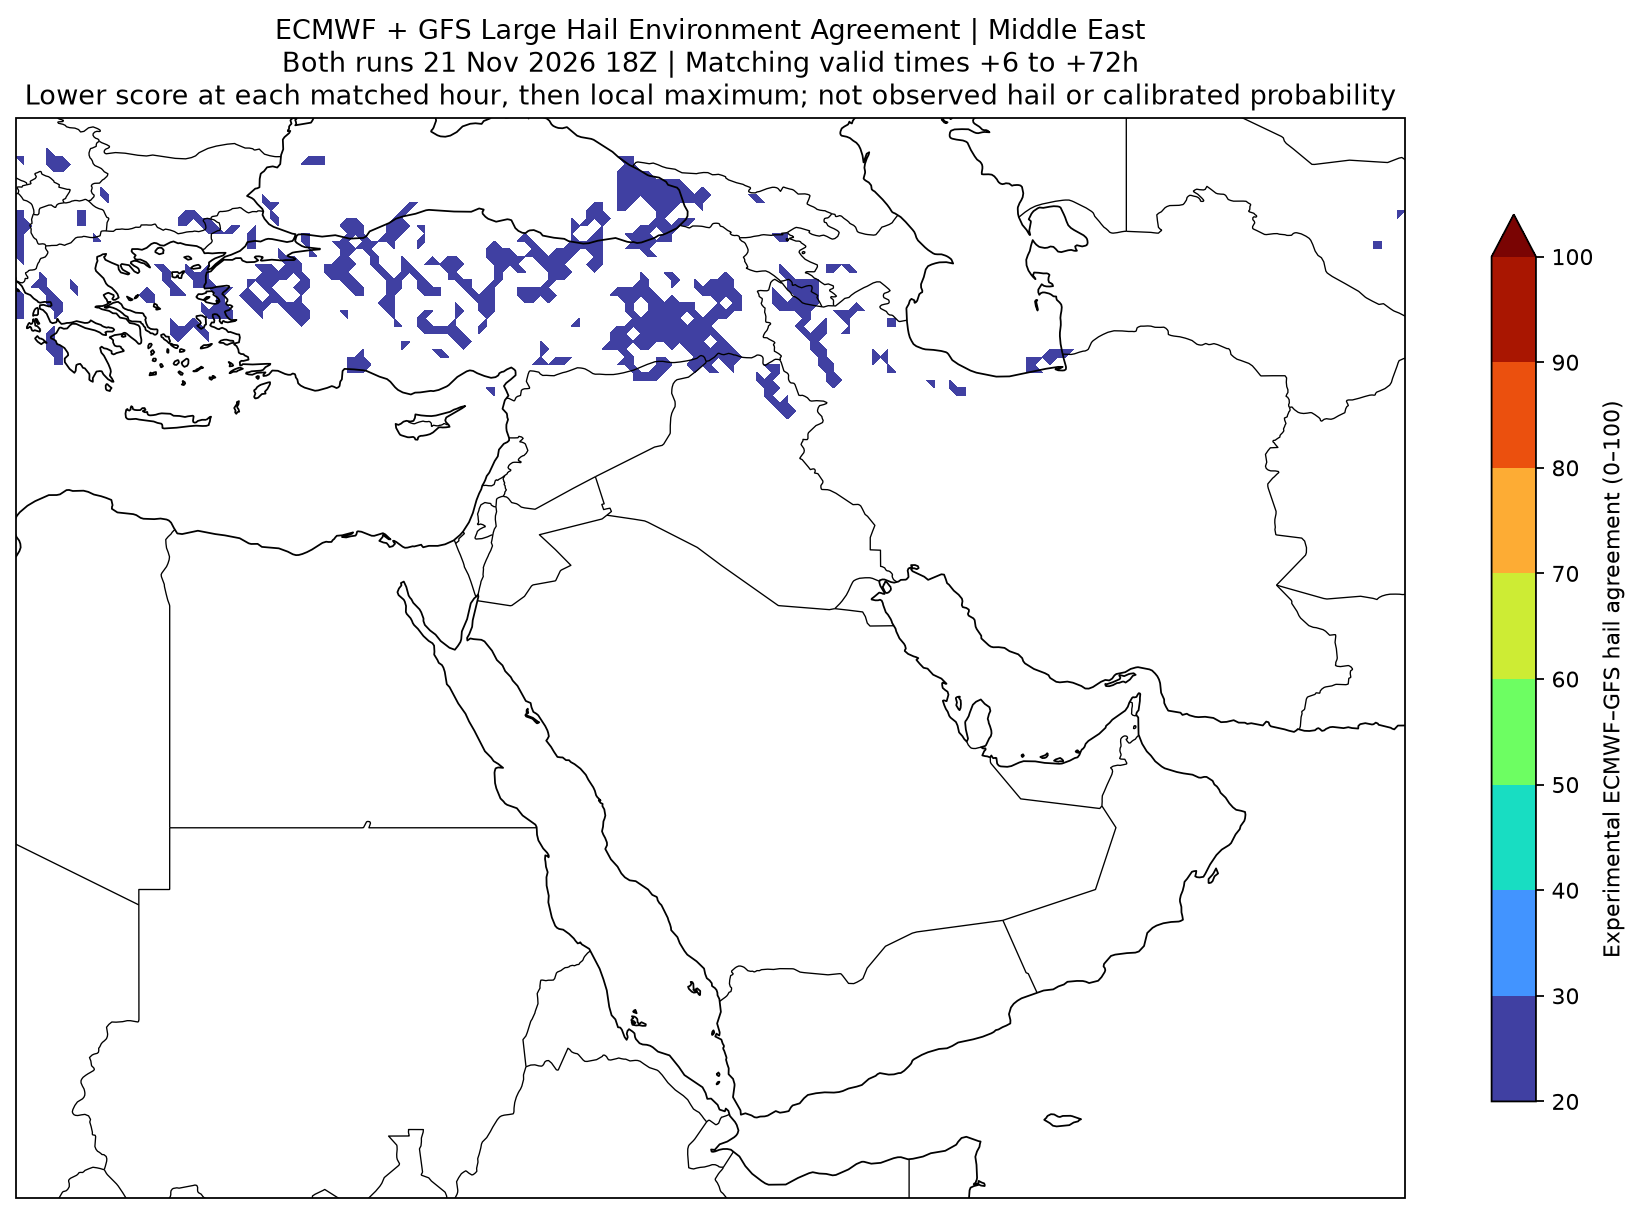 ECMWF + GFS Large Hail Environment Agreement | Middle East
Both runs 21 Nov 2026 18Z | Matching valid times +6 to +72h
Lower score at each matched hour, then local maximum; not observed hail or calibrated probability
100
90
80
70
60
50
40
30
20
Experimental ECMWF–GFS hail agreement (0–100)